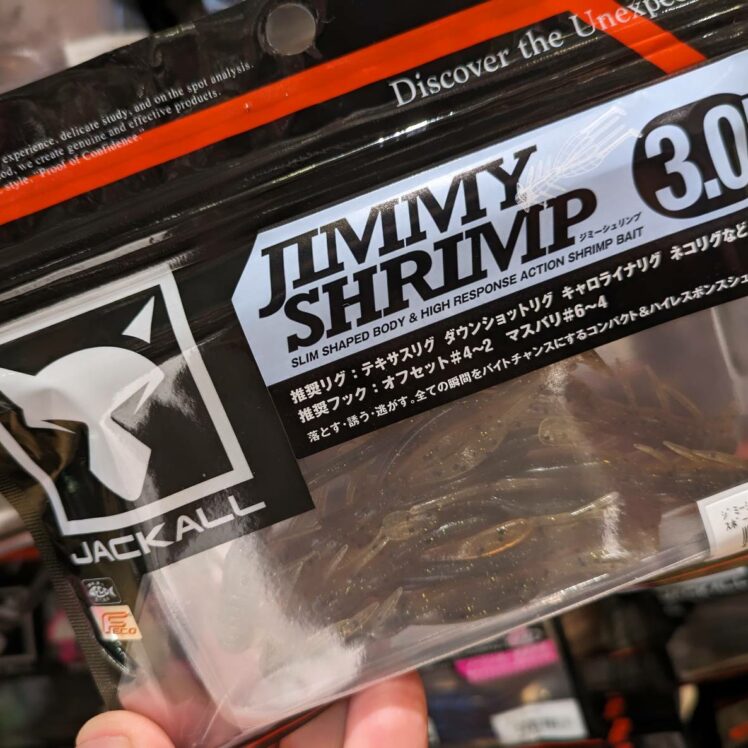 Discover the Unexpe
experience, delicate study, and on the spot analysis.
od, we create genuine and effective products.
style. "Proof of Confidence."
JIMMY
SHRIMP
ジミーシュリンプ
3.0
SLIM SHAPED BODY & HIGH RESPONSE ACTION SHRIMP BAIT
推奨リグ：テキサスリグ ダウンショットリグ キャロライナリグ ネコリグなど
推奨フック：オフセット#4〜2 マスバリ#6〜4
落とす・誘う・逃がす。全ての瞬間をバイトチャンスにするコンパクト&ハイレスポンスシュ
JACKALL
FECO